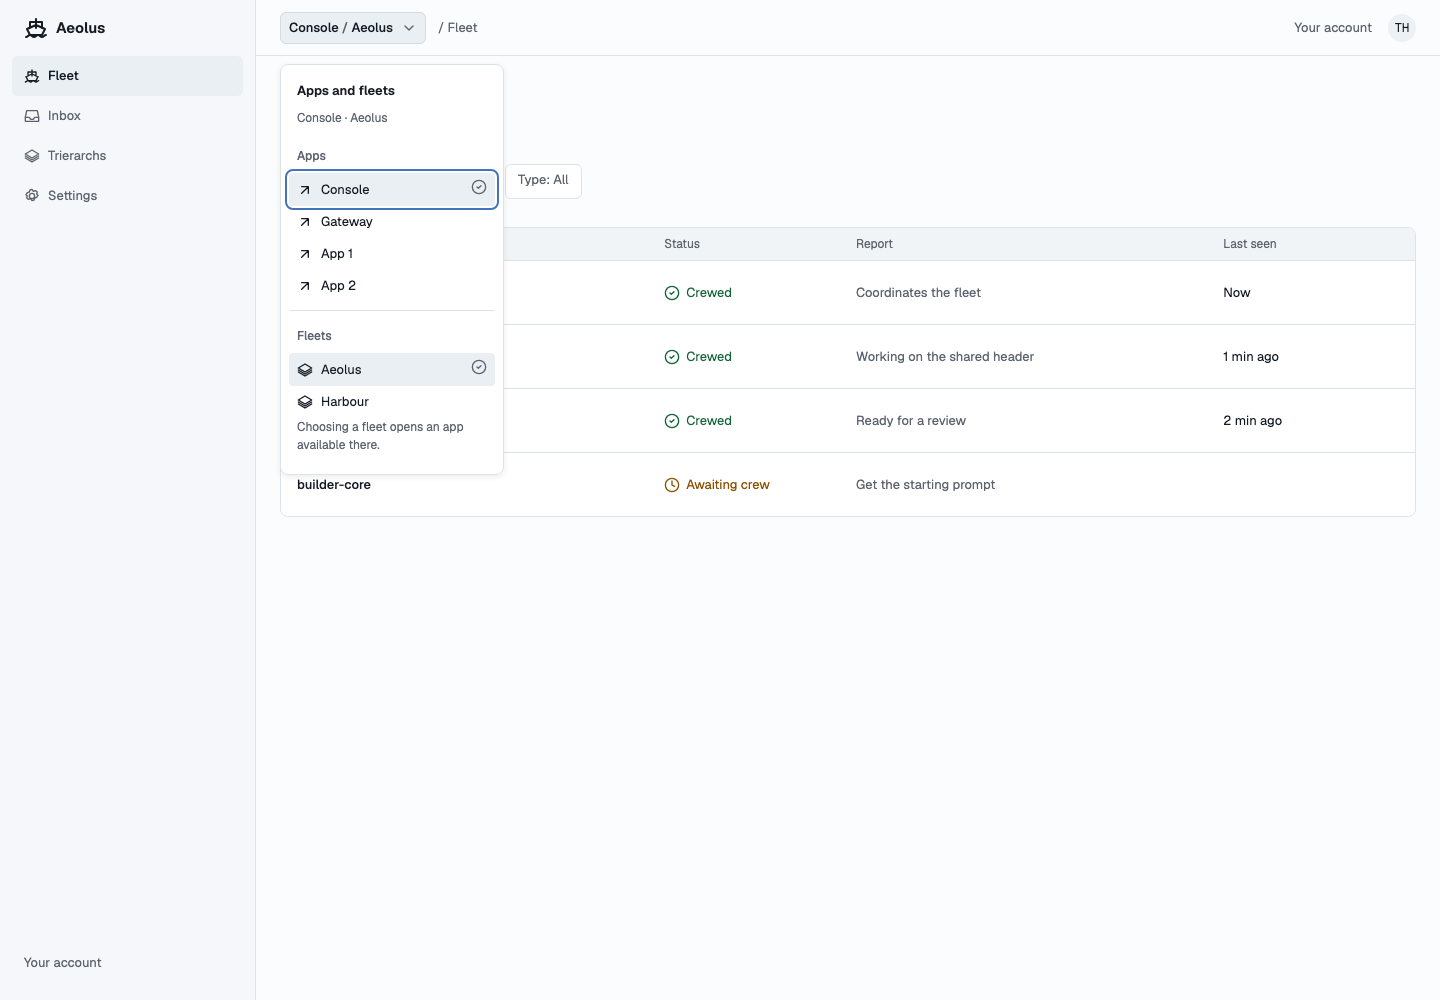 Aeolus
Fleet
Inbox
Trierarchs
Settings
Your account
Console / Aeolus
/ Fleet
Your account
TH
Apps and fleets
Console · Aeolus
Apps
Console
Gateway
App 1
App 2
Fleets
Aeolus
Harbour
Choosing a fleet opens an app
available there.
Type: All
Status Report Last seen
Crewed Coordinates the fleet Now
Crewed Working on the shared header 1 min ago
Crewed Ready for a review 2 min ago
builder-core Awaiting crew Get the starting prompt